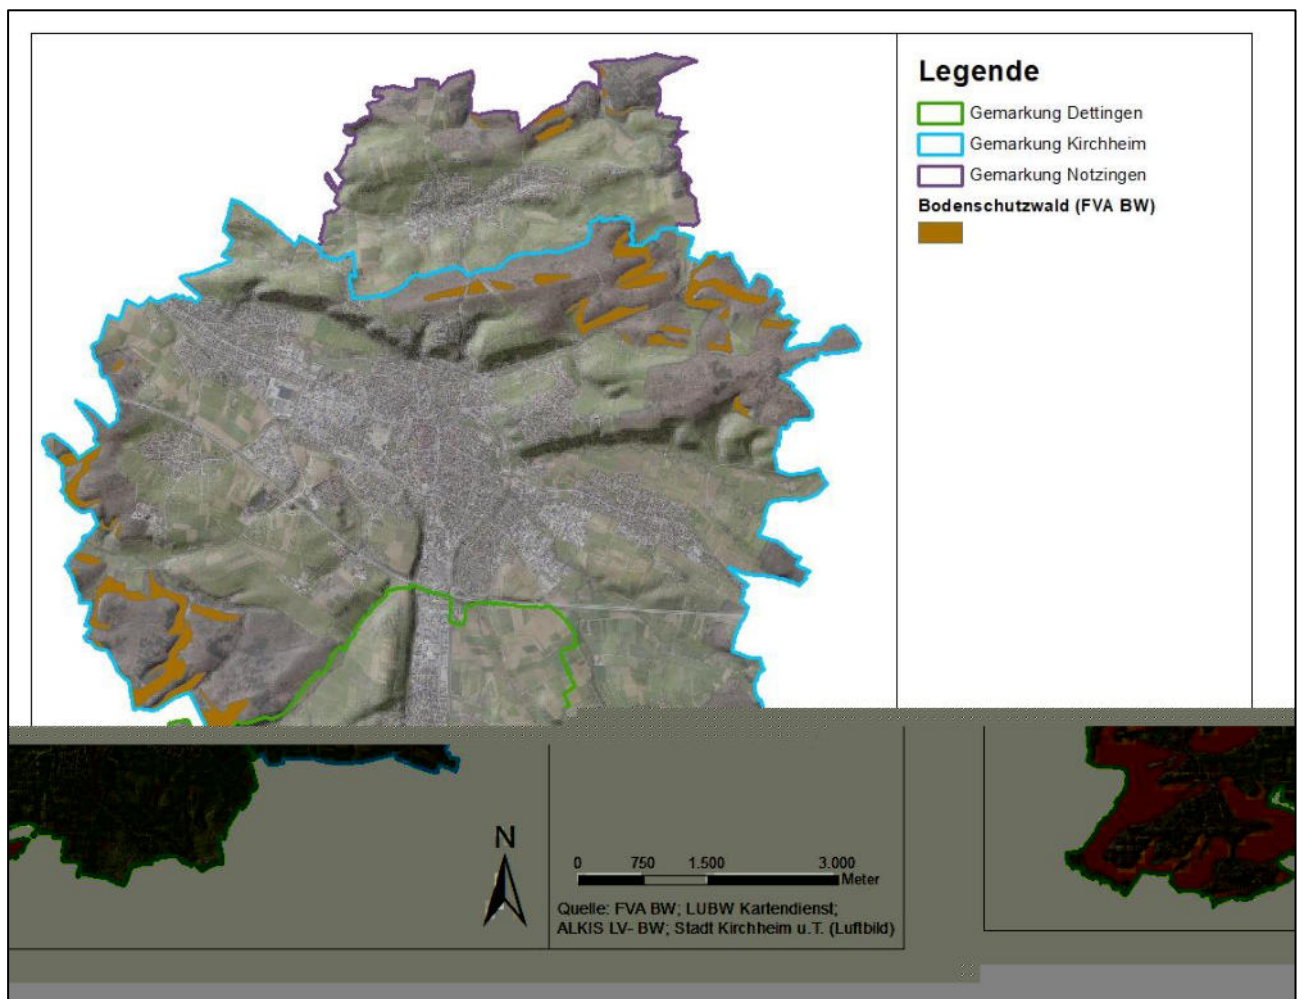 Legende
Gemarkung Dettingen
Gemarkung Kirchheim
Gemarkung Notzingen
Bodenschutzwald (FVA BW)
N
0 750 1.500 3.000
Meter
Quelle: FVA BW; LUBW Kartendienst;
ALKIS LV- BW; Stadt Kirchheim u.T. (Luftbild)